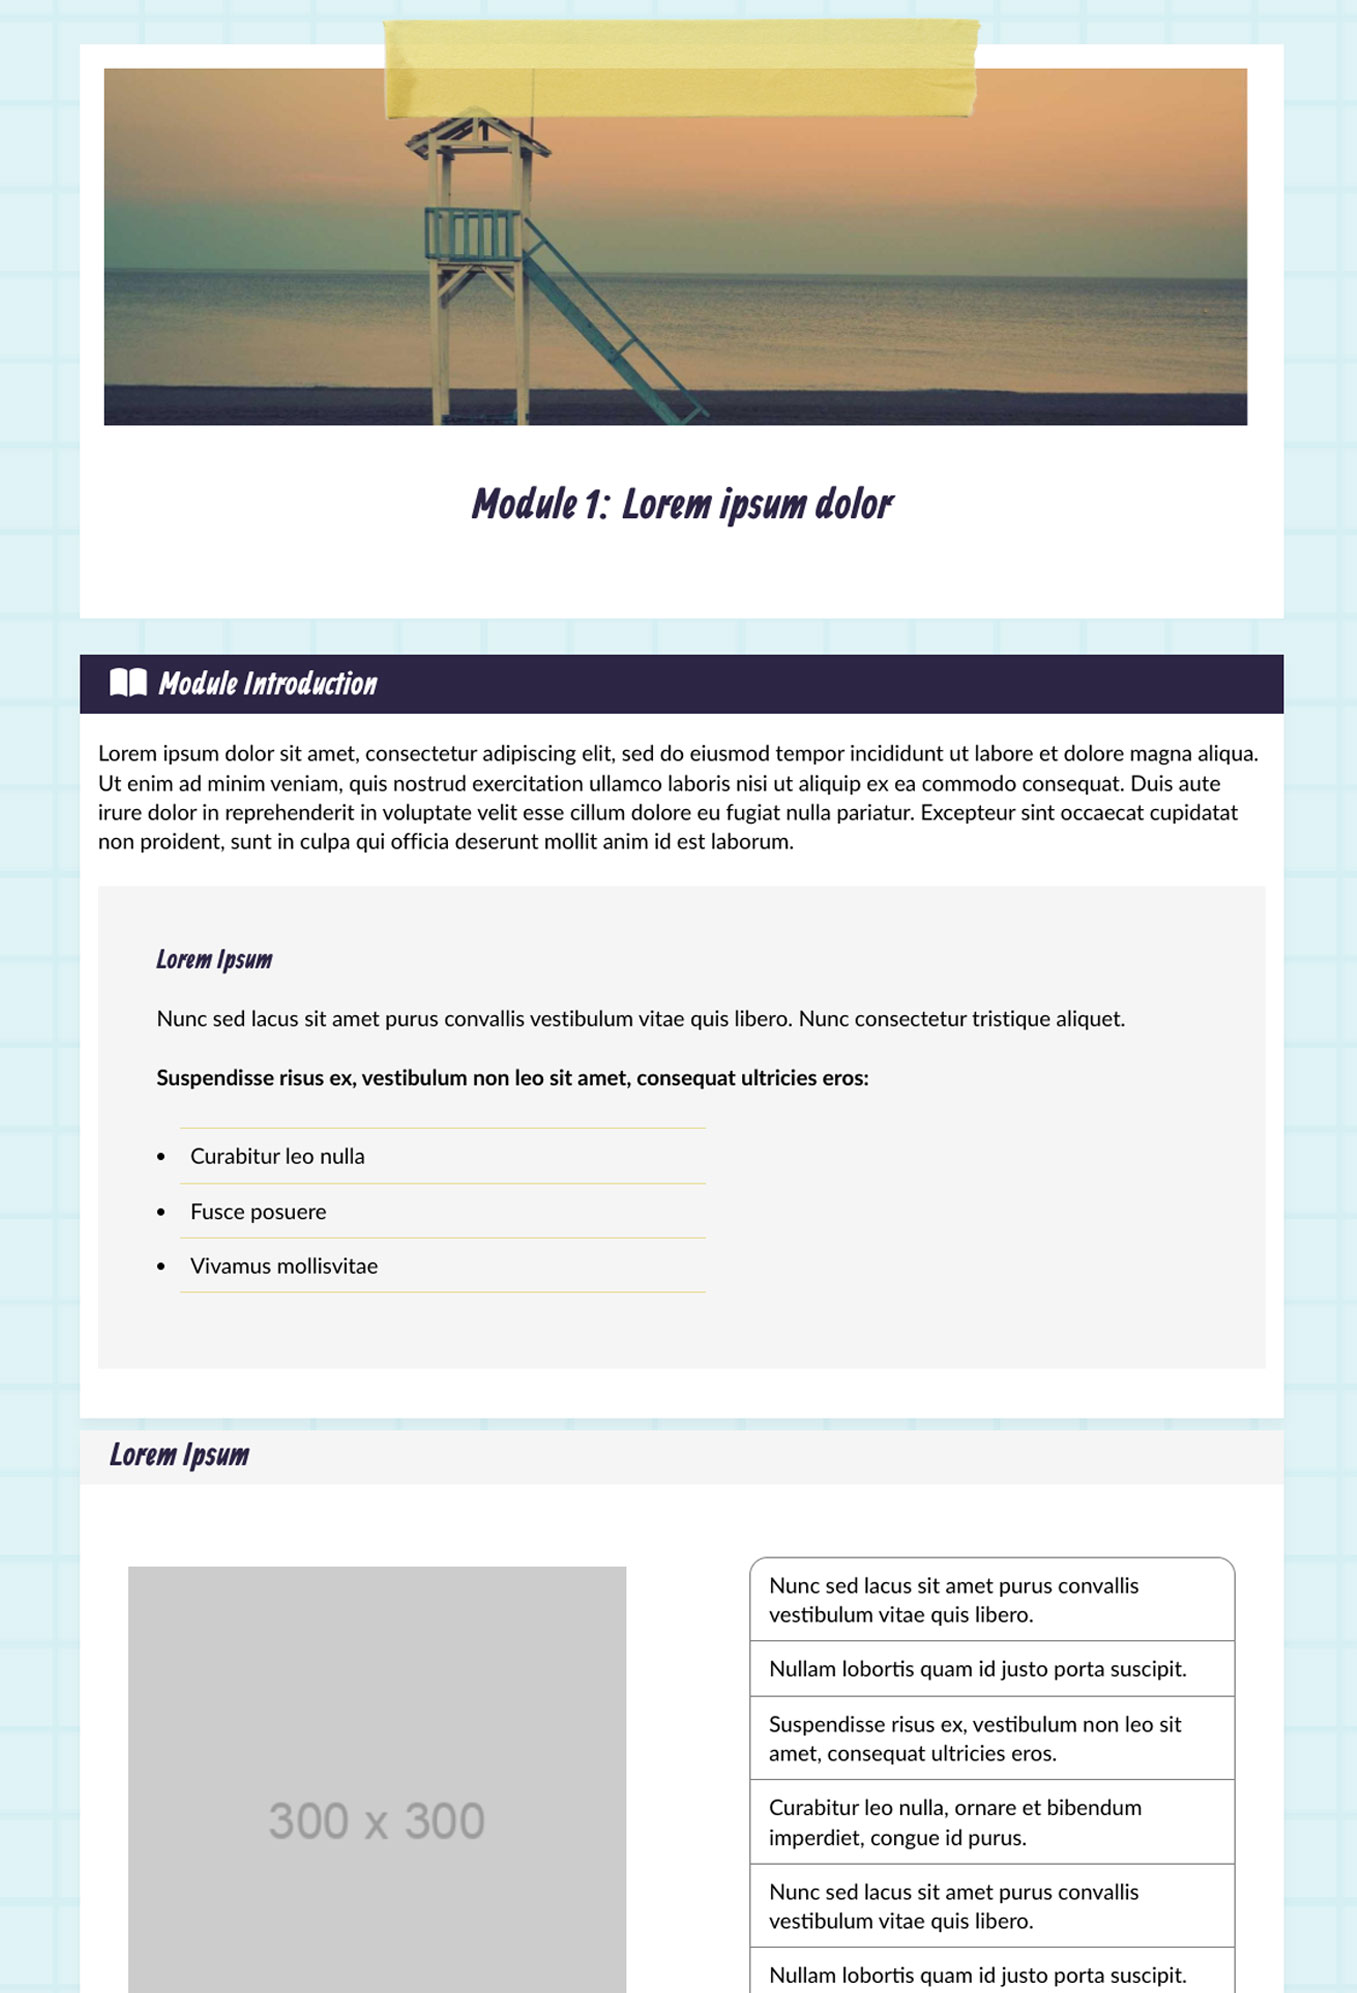 Module 1: Lorem ipsum dolor
Module Introduction
Lorem ipsum dolor sit amet, consectetur adipiscing elit, sed do eiusmod tempor incididunt ut labore et dolore magna aliqua.
Ut enim ad minim veniam, quis nostrud exercitation ullamco laboris nisi ut aliquip ex ea commodo consequat. Duis aute
irure dolor in reprehenderit in voluptate velit esse cillum dolore eu fugiat nulla pariatur. Excepteur sint occaecat cupidatat
non proident, sunt in culpa qui officia deserunt mollit anim id est laborum.
Lorem Ipsum
Nunc sed lacus sit amet purus convallis vestibulum vitae quis libero. Nunc consectetur tristique aliquet.
Suspendisse risus ex, vestibulum non leo sit amet, consequat ultricies eros:
• Curabitur leo nulla
• Fusce posuere
• Vivamus mollisvitae
Lorem Ipsum
300 x 300
Nunc sed lacus sit amet purus convallis
vestibulum vitae quis libero.
Nullam lobortis quam id justo porta suscipit.
Suspendisse risus ex, vestibulum non leo sit
amet, consequat ultricies eros.
Curabitur leo nulla, ornare et bibendum
imperdiet, congue id purus.
Nunc sed lacus sit amet purus convallis
vestibulum vitae quis libero.
Nullam lobortis quam id justo porta suscipit.